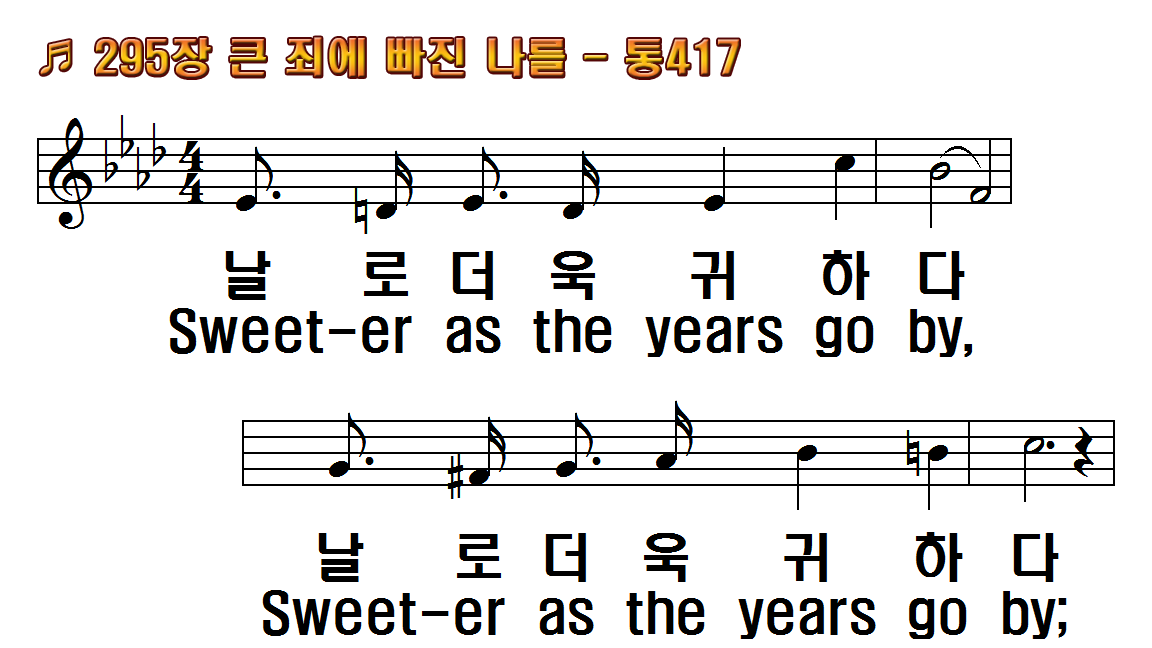 ♬ 295장 큰 죄에 빠진 나를 - 통417
날 로 더 욱 귀 하 다
Sweet-er as the years go by,
날 로 더 욱 귀 하 다
Sweet-er as the years go by;